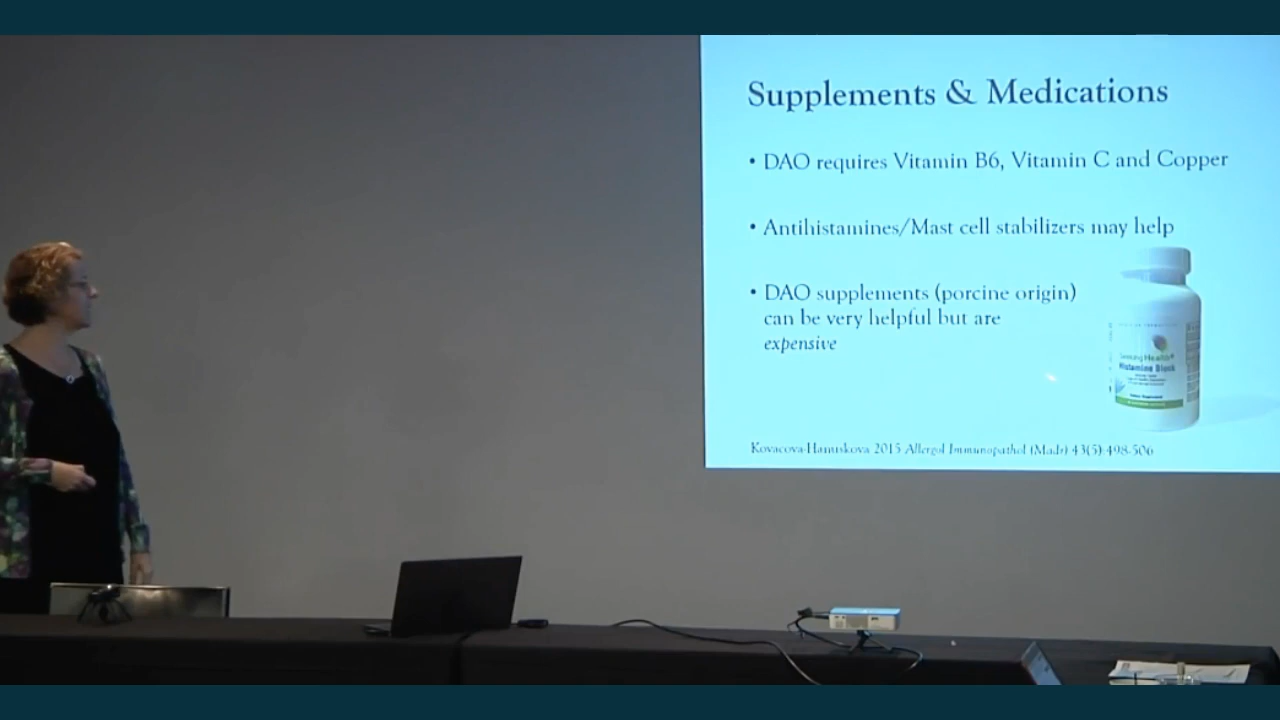 Supplements & Medications
• DAO requires Vitamin B6, Vitamin C and Copper
• Antihistamines/Mast cell stabilizers may help
• DAO supplements (porcine origin)
can be very helpful but are
expensive
Seeking Health
Histamine Block
Kovacova-Hanuskova 2015 Allergol Immunopathol (Madr) 43(5) 498-506